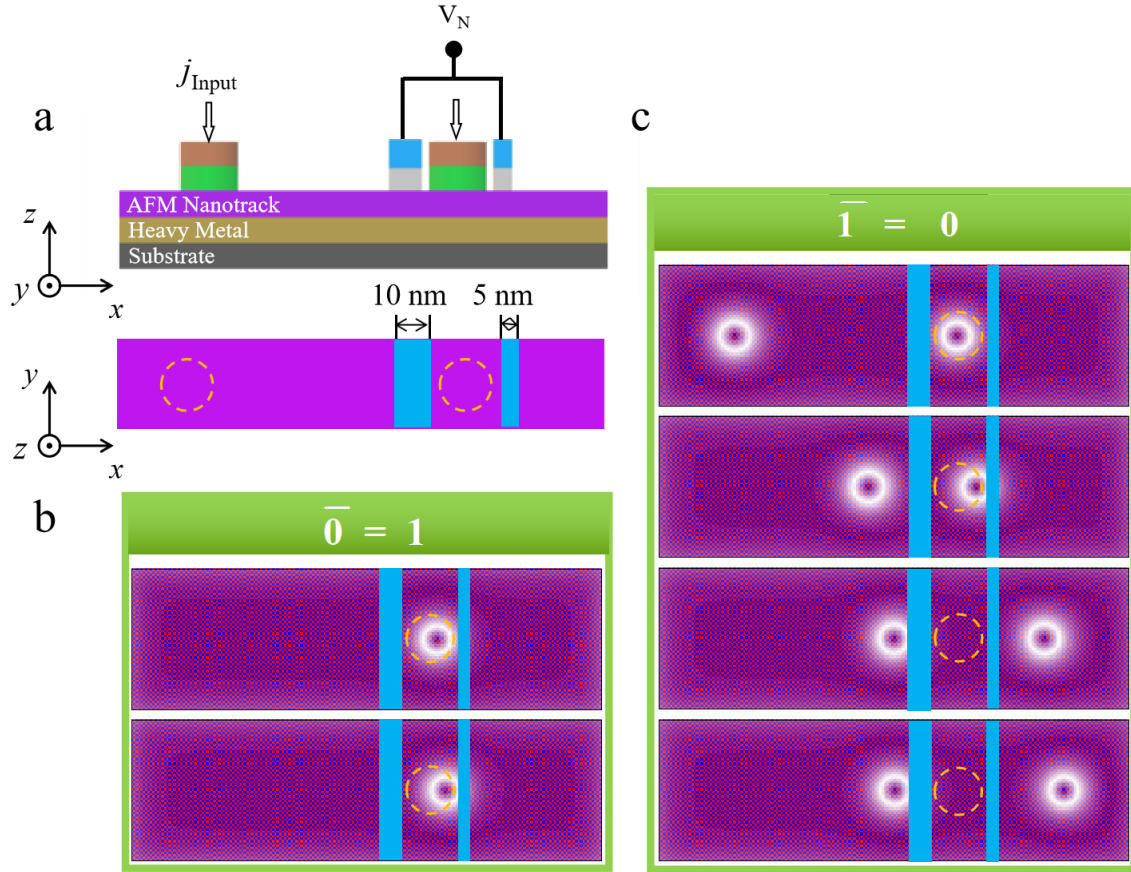 a
V_N
j_Input
AFM Nanotrack
Heavy Metal
Substrate
z
y
x
10 nm
5 nm
y
z
x
b
0̅ = 1
c
1̅ = 0